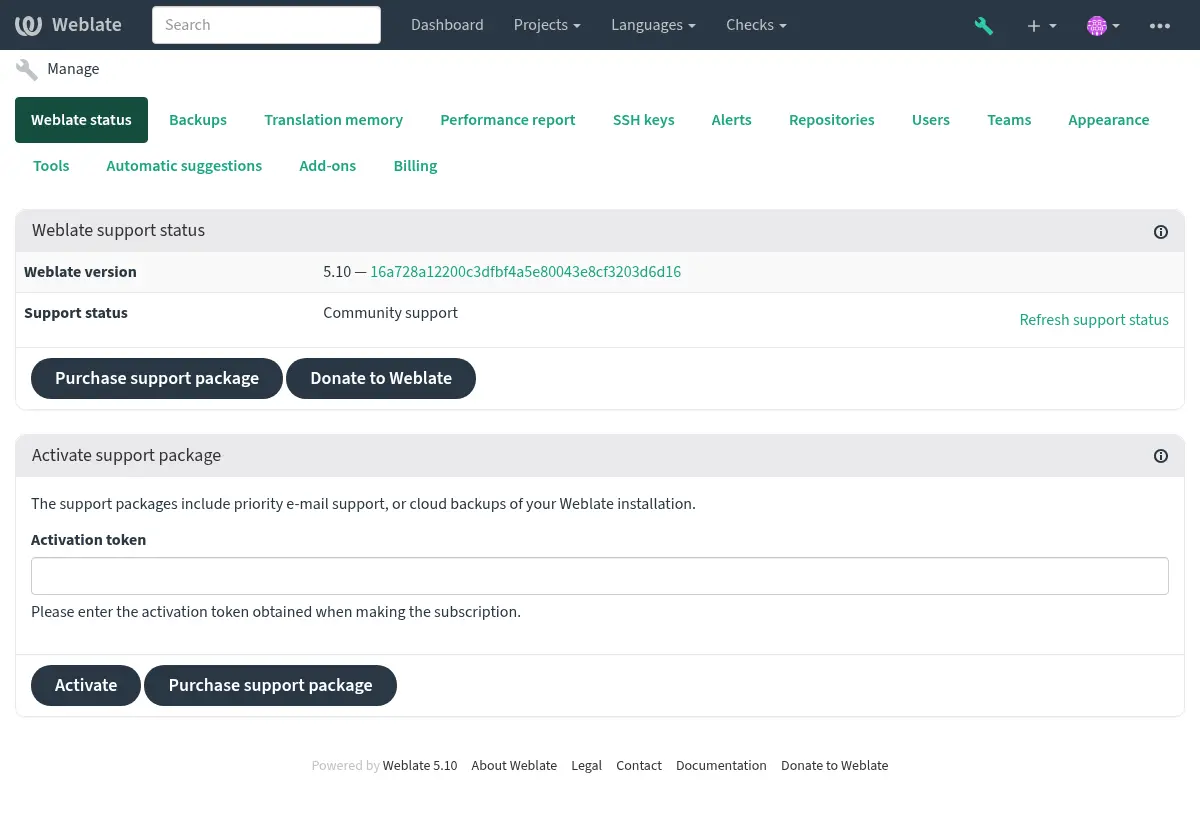 Weblate Search Dashboard Projects Languages Checks
Manage
Weblate status Backups Translation memory Performance report SSH keys Alerts Repositories Users Teams Appearance
Tools Automatic suggestions Add-ons Billing
Weblate support status
Weblate version 5.10 — 16a728a12200c3dfbf4a5e80043e8cf3203d6d16
Support status Community support
Refresh support status
Purchase support package Donate to Weblate
Activate support package
The support packages include priority e-mail support, or cloud backups of your Weblate installation.
Activation token
Please enter the activation token obtained when making the subscription.
Activate Purchase support package
Powered by Weblate 5.10 About Weblate Legal Contact Documentation Donate to Weblate